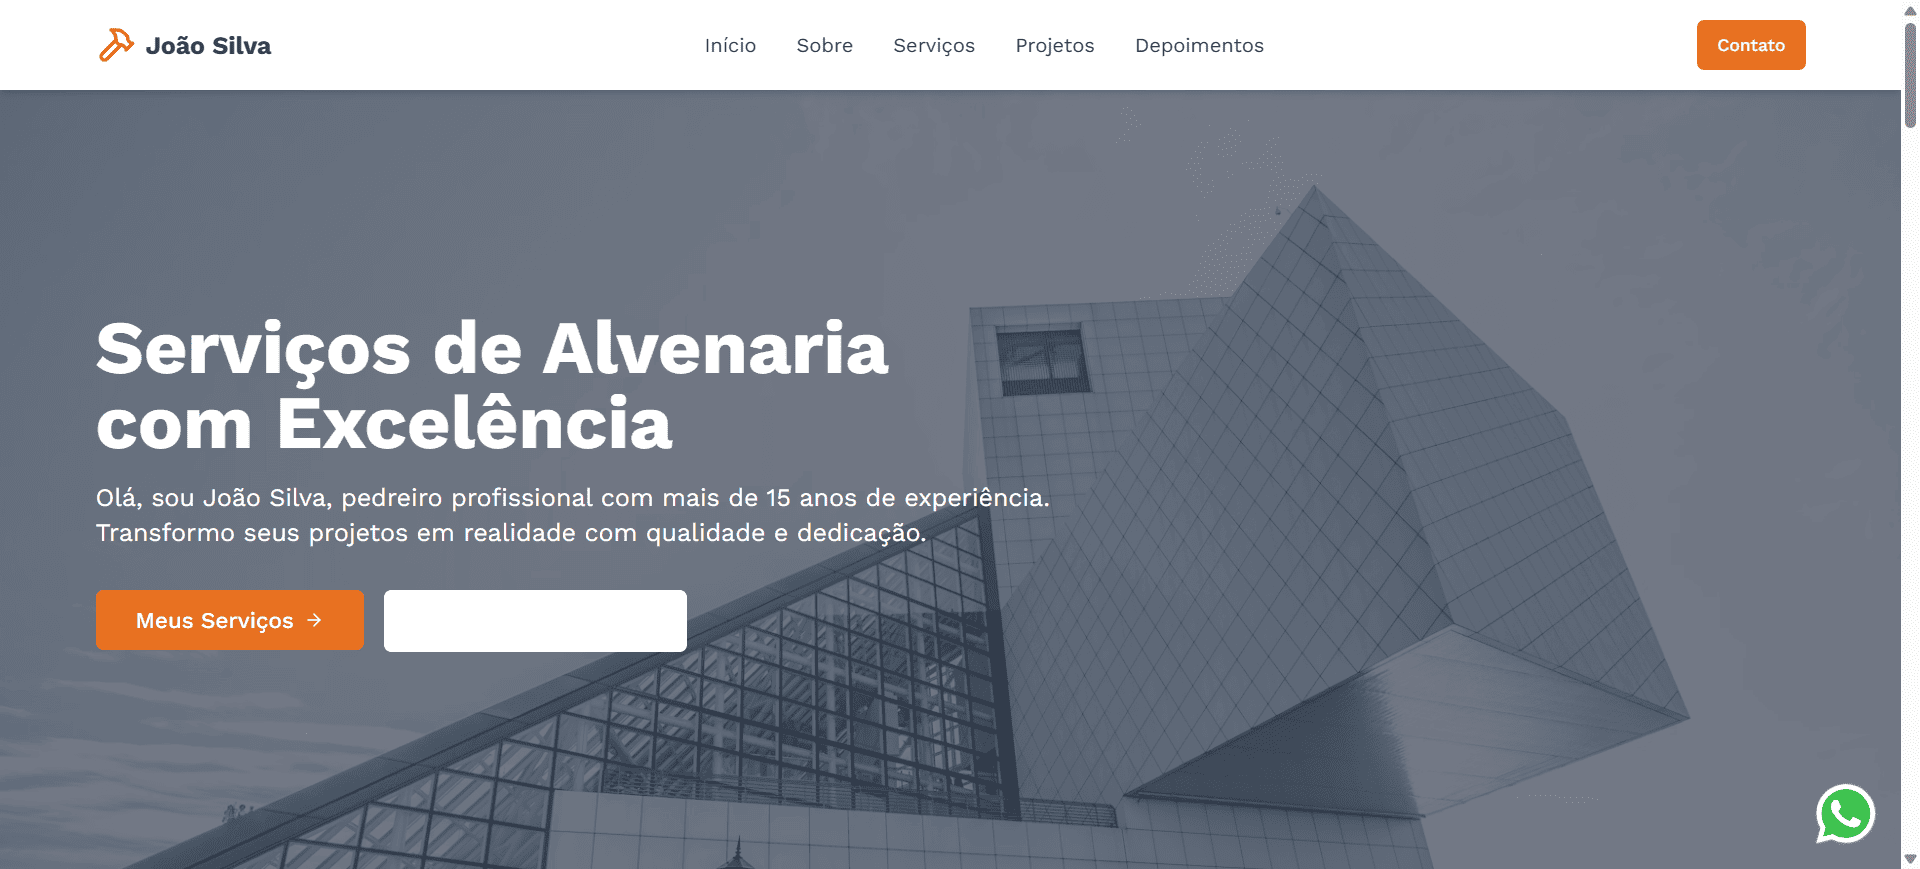 João Silva
Início
Sobre
Serviços
Projetos
Depoimentos
Contato
Serviços de Alvenaria
com Excelência
Olá, sou João Silva, pedreiro profissional com mais de 15 anos de experiência.
Transformo seus projetos em realidade com qualidade e dedicação.
Meus Serviços →